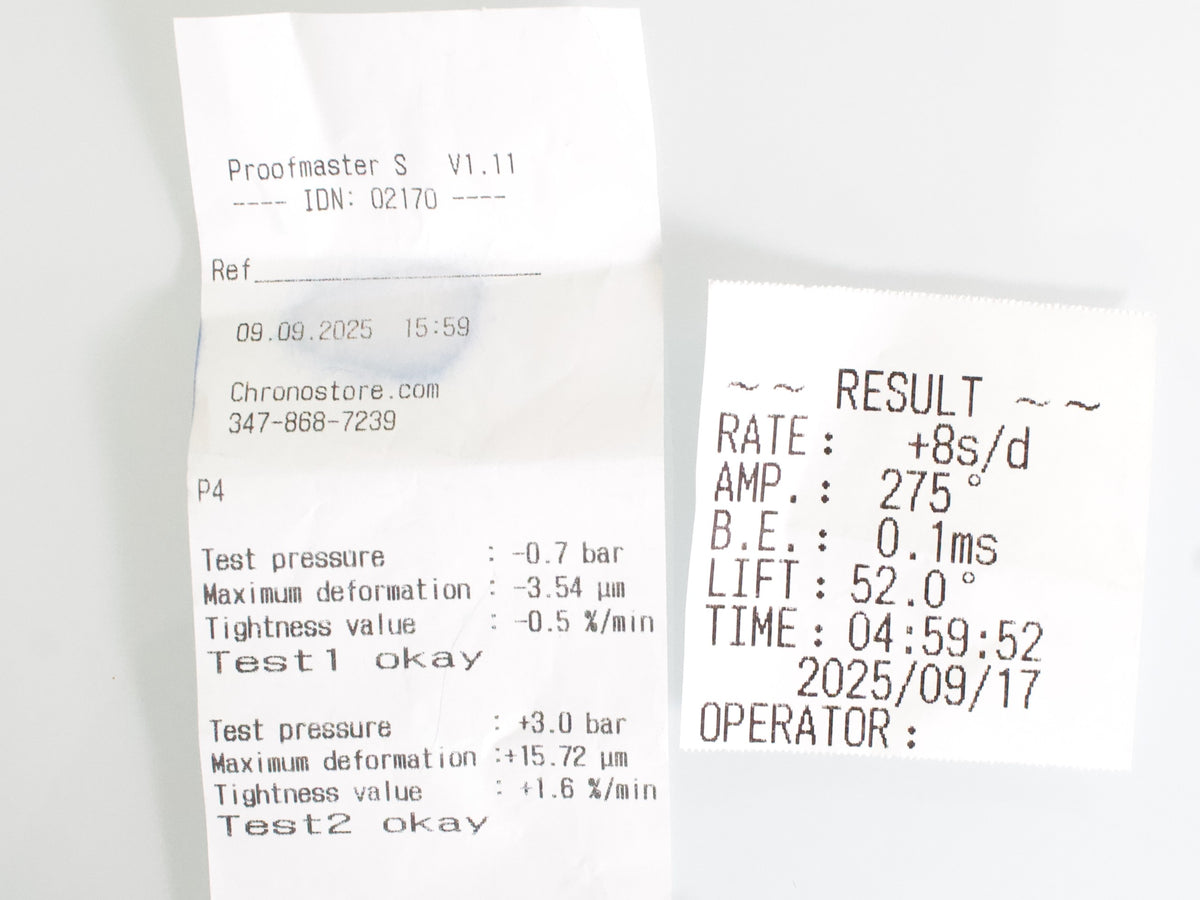 Proofmaster S V1.11
---- IDN: 02170 ----
Ref____________________
09.09.2025 15:59
Chronostore.com
347-868-7239
P4
Test pressure : -0.7 bar
Maximum deformation : -3.54 µm
Tightness value : -0.5 %/min
Test1 okay
Test pressure : +3.0 bar
Maximum deformation :+15.72 µm
Tightness value : +1.6 %/min
Test2 okay
~~ RESULT ~~
RATE: +8s/d
AMP.: 275°
B.E.: 0.1ms
LIFT: 52.0°
TIME: 04:59:52
2025/09/17
OPERATOR: